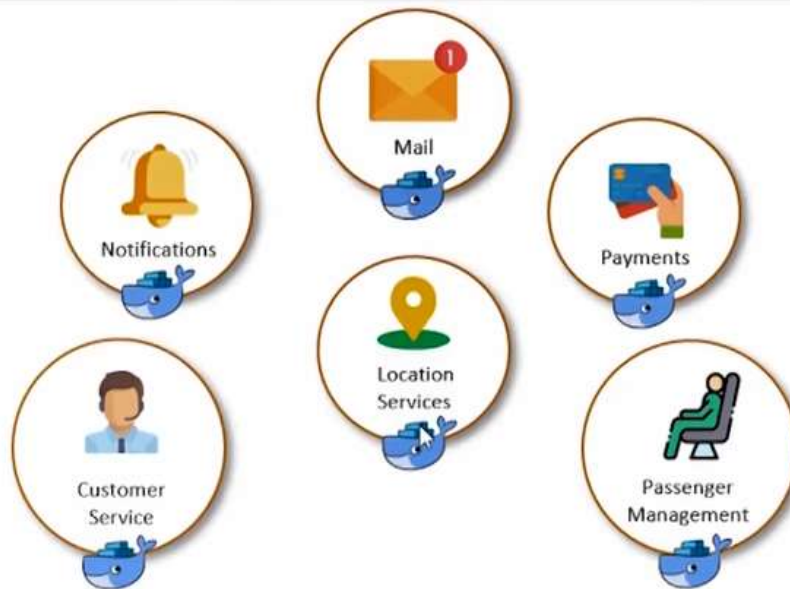 1
Mail
Notifications
Payments
Location
Services
Customer
Service
Passenger
Management